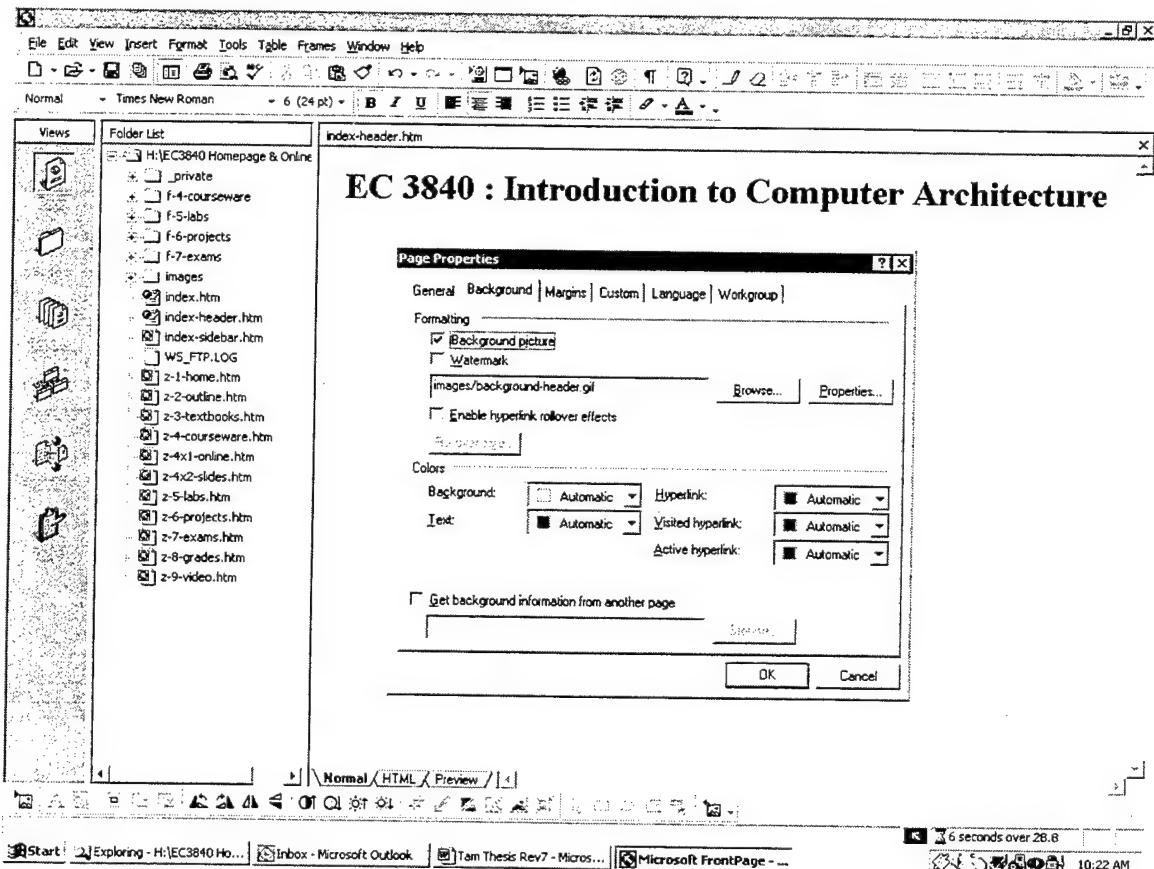 File Edit View Insert Format Tools Table Frames Window Help
Normal Times New Roman 6 (24 pt) B I U A
Views
Folder List
H:\EC3840 Homepage & Online
_private
f-4-courseware
f-5-labs
f-6-projects
f-7-exams
images
index.htm
index-header.htm
index-sidebar.htm
WS_FTP.LOG
z-1-home.htm
z-2-outline.htm
z-3-textbooks.htm
z-4-courseware.htm
z-4x1-online.htm
z-4x2-slides.htm
z-5-labs.htm
z-6-projects.htm
z-7-exams.htm
z-8-grades.htm
z-9-video.htm
index-header.htm
EC 3840 : Introduction to Computer Architecture
Page Properties
General Background Margins Custom Language Workgroup
Formatting
Background picture
Watermark
images/background-header.gif Browse... Properties...
Enable hyperlink rollover effects
Colors
Background: Automatic Hyperlink: Automatic
Text: Automatic Visited hyperlink: Automatic
Active hyperlink: Automatic
Get background information from another page
OK Cancel
Normal HTML Preview
6 seconds over 28.8
Start Exploring - H:\EC3840 Ho... Inbox - Microsoft Outlook Tam Thesis Rev7 - Micros... Microsoft FrontPage - ... 10:22 AM